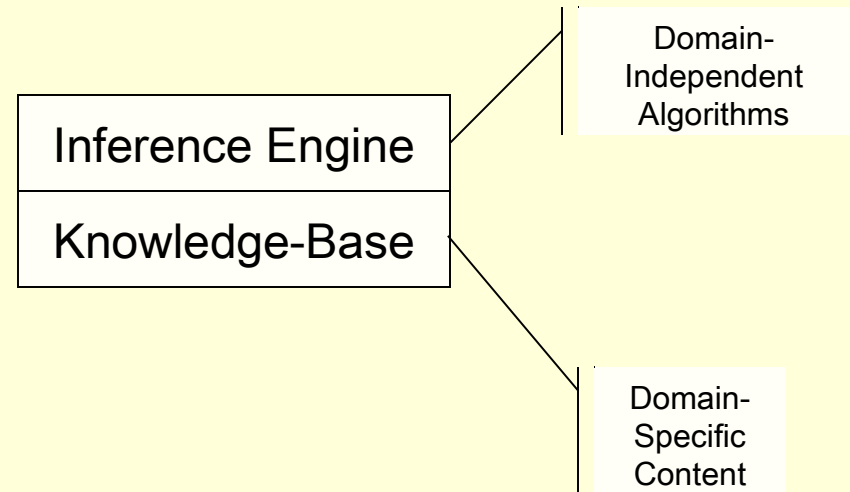 Domain-
Independent
Algorithms
Inference Engine
Knowledge-Base
Domain-
Specific
Content